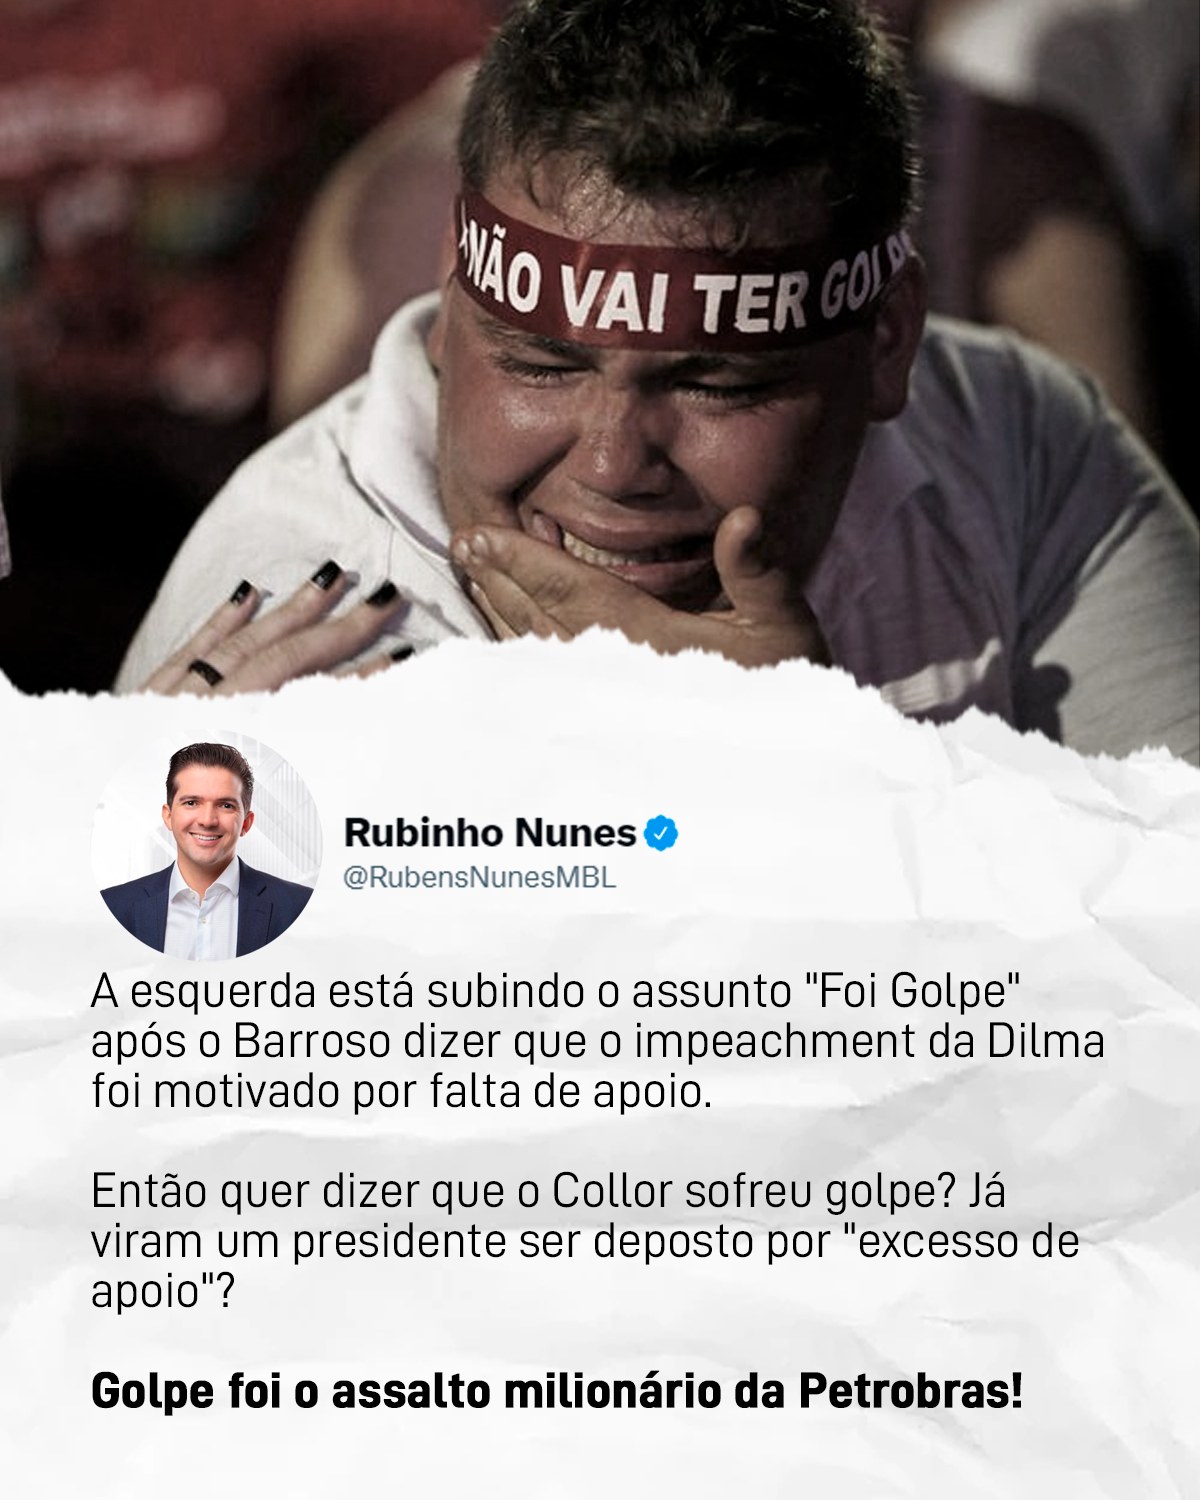 NÃO VAI TER GOLPE
Rubinho Nunes
@RubensNunesMBL
A esquerda está subindo o assunto "Foi Golpe"
após o Barroso dizer que o impeachment da Dilma
foi motivado por falta de apoio.
Então quer dizer que o Collor sofreu golpe? Já
viram um presidente ser deposto por "excesso de
apoio"?
Golpe foi o assalto milionário da Petrobras!